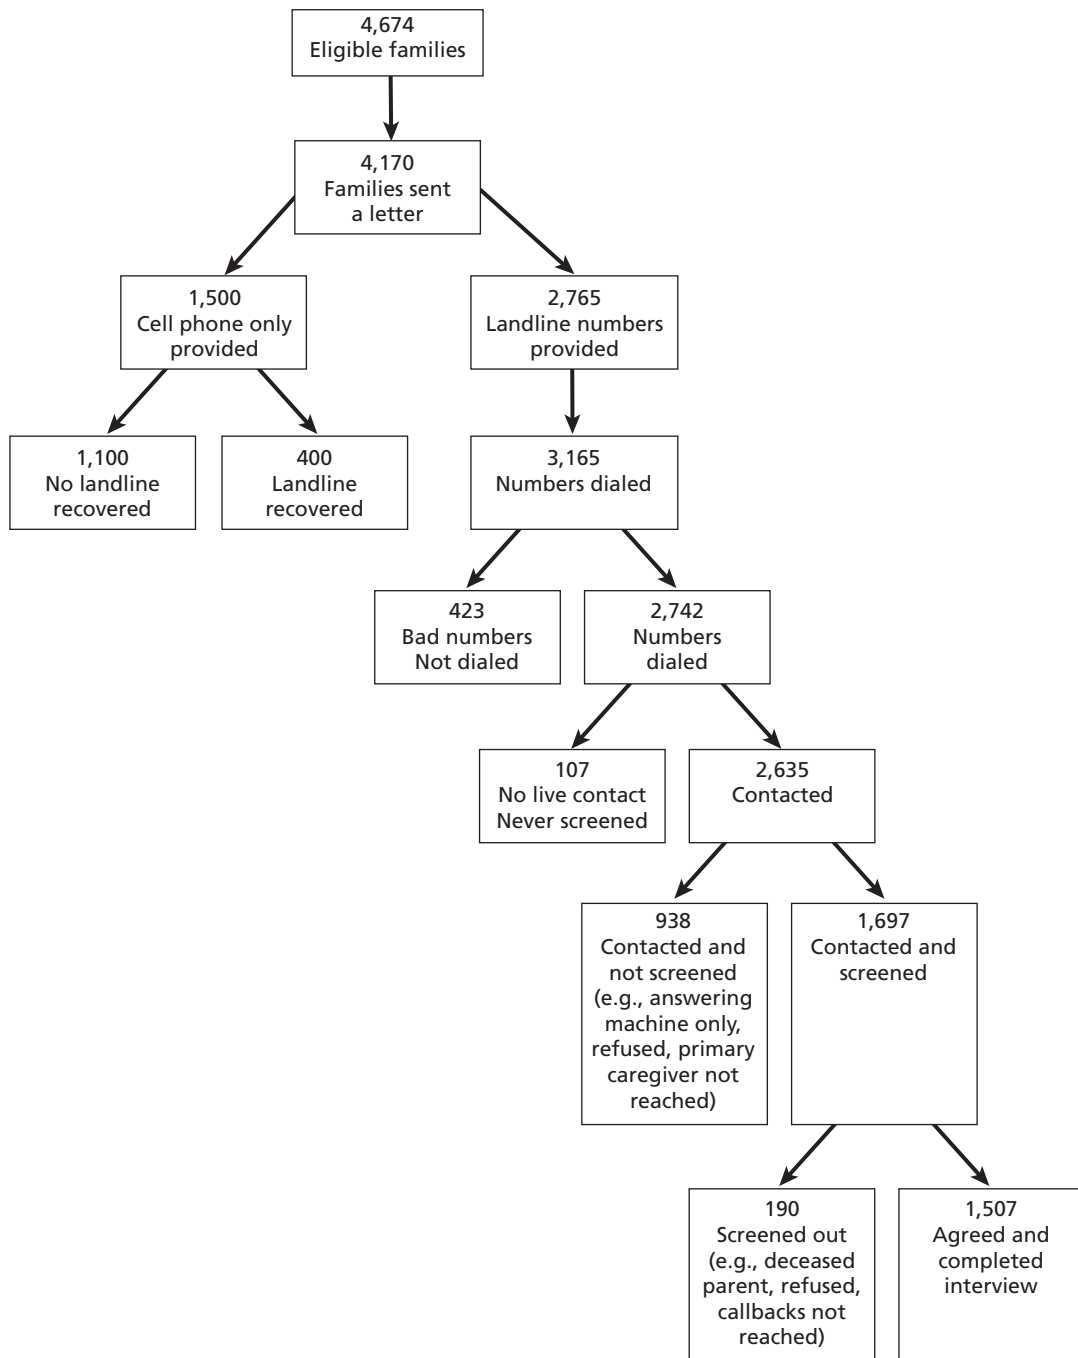 4,674
Eligible families
4,170
Families sent
a letter
1,500
Cell phone only
provided
2,765
Landline numbers
provided
1,100
No landline
recovered
400
Landline
recovered
3,165
Numbers dialed
423
Bad numbers
Not dialed
2,742
Numbers
dialed
107
No live contact
Never screened
2,635
Contacted
938
Contacted and
not screened
(e.g., answering
machine only,
refused, primary
caregiver not
reached)
1,697
Contacted and
screened
190
Screened out
(e.g., deceased
parent, refused,
callbacks not
reached)
1,507
Agreed and
completed
interview